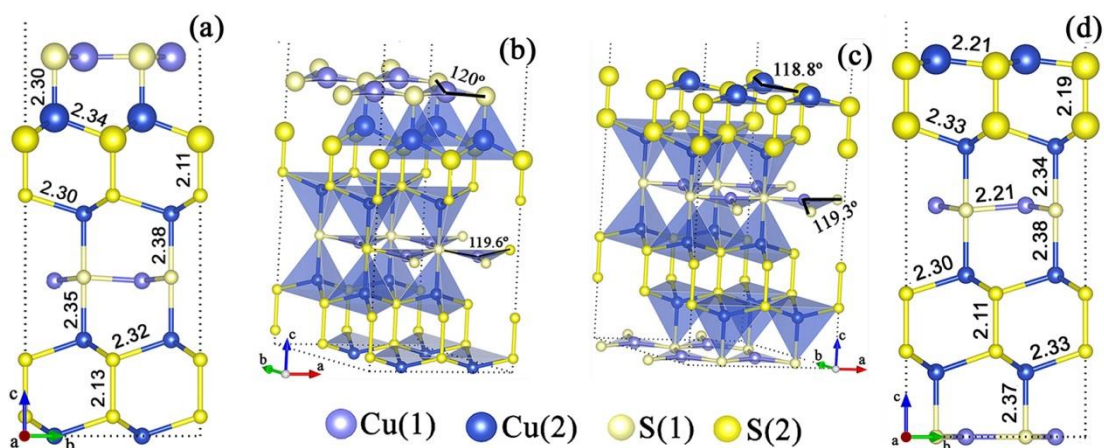 (a)
2.30
2.34
2.11
2.30
2.38
2.35
2.32
2.13
c
a
b
(b)
120°
119.6°
c
b
a
(c)
118.8°
119.3°
c
b
a
(d)
2.21
2.19
2.33
2.34
2.21
2.38
2.30
2.11
2.33
2.37
c
a
b
Cu(1) Cu(2) S(1) S(2)